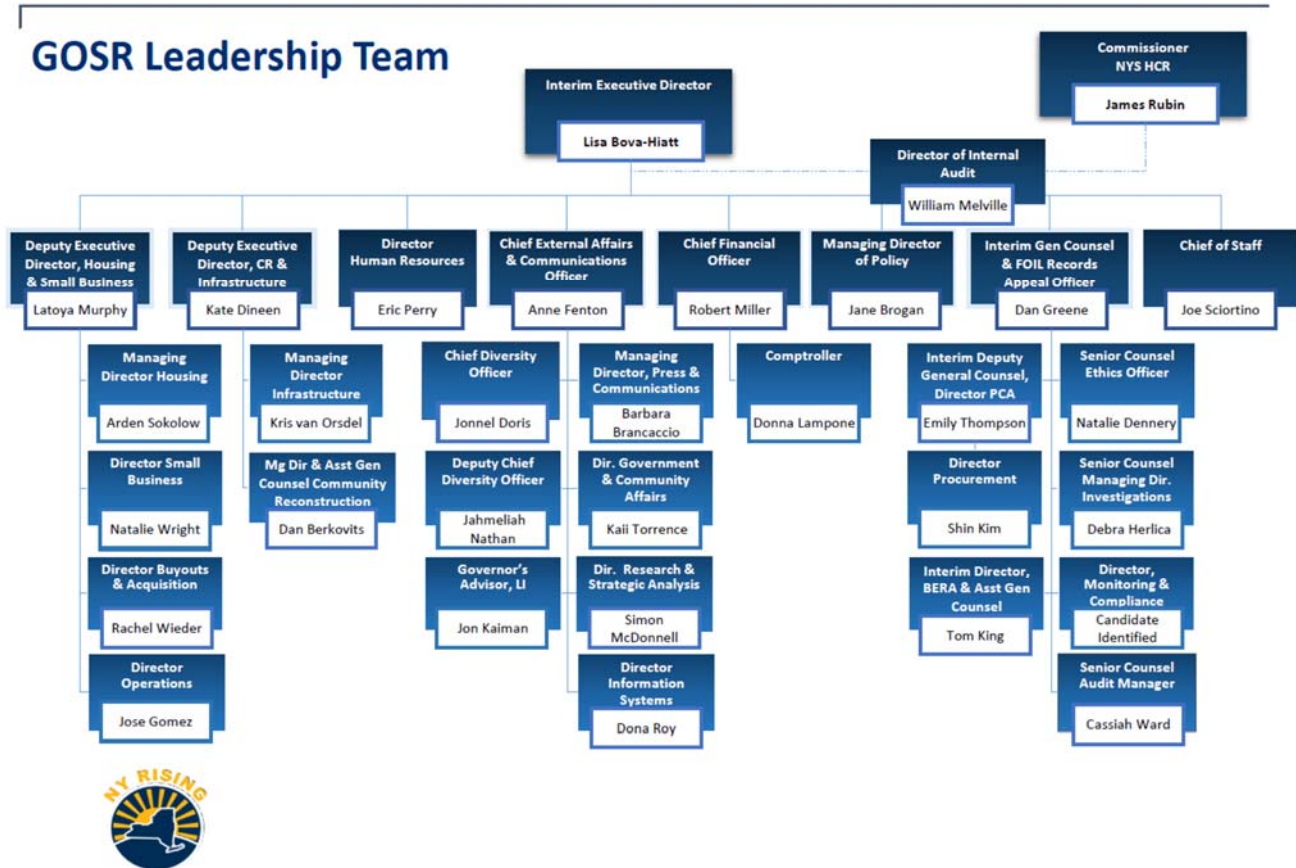 GOSR Leadership Team
Commissioner
NYS HCR
James Rubin
Interim Executive Director
Lisa Bova-Hiatt
Director of Internal
Audit
William Melville
Deputy Executive
Director, Housing
& Small Business
Latoya Murphy
Deputy Executive
Director, CR &
Infrastructure
Kate Dineen
Director
Human Resources
Eric Perry
Chief External Affairs
& Communications
Officer
Anne Fenton
Chief Financial
Officer
Robert Miller
Managing Director
of Policy
Jane Brogan
Interim Gen Counsel
& FOIL Records
Appeal Officer
Dan Greene
Chief of Staff
Joe Sciortino
Managing
Director Housing
Arden Sokolow
Managing
Director
Infrastructure
Kris van Orsdel
Chief Diversity
Officer
Jonnel Doris
Managing
Director, Press &
Communications
Barbara
Brancaccio
Comptroller
Donna Lampone
Interim Deputy
General Counsel,
Director PCA
Emily Thompson
Senior Counsel
Ethics Officer
Natalie Dennery
Director Small
Business
Natalie Wright
Mg Dir & Asst Gen
Counsel Community
Reconstruction
Dan Berkovits
Deputy Chief
Diversity Officer
Jahmeliah
Nathan
Dir. Government
& Community
Affairs
Kaii Torrence
Director
Procurement
Shin Kim
Senior Counsel
Managing Dir.
Investigations
Debra Herlica
Director Buyouts
& Acquisition
Rachel Wieder
Governor's
Advisor, LI
Jon Kaiman
Dir. Research &
Strategic Analysis
Simon
McDonnell
Interim Director,
BERA & Asst Gen
Counsel
Tom King
Director,
Monitoring &
Compliance
Candidate
Identified
Director
Operations
Jose Gomez
Director
Information
Systems
Dona Roy
Senior Counsel
Audit Manager
Cassiah Ward
NY RISING